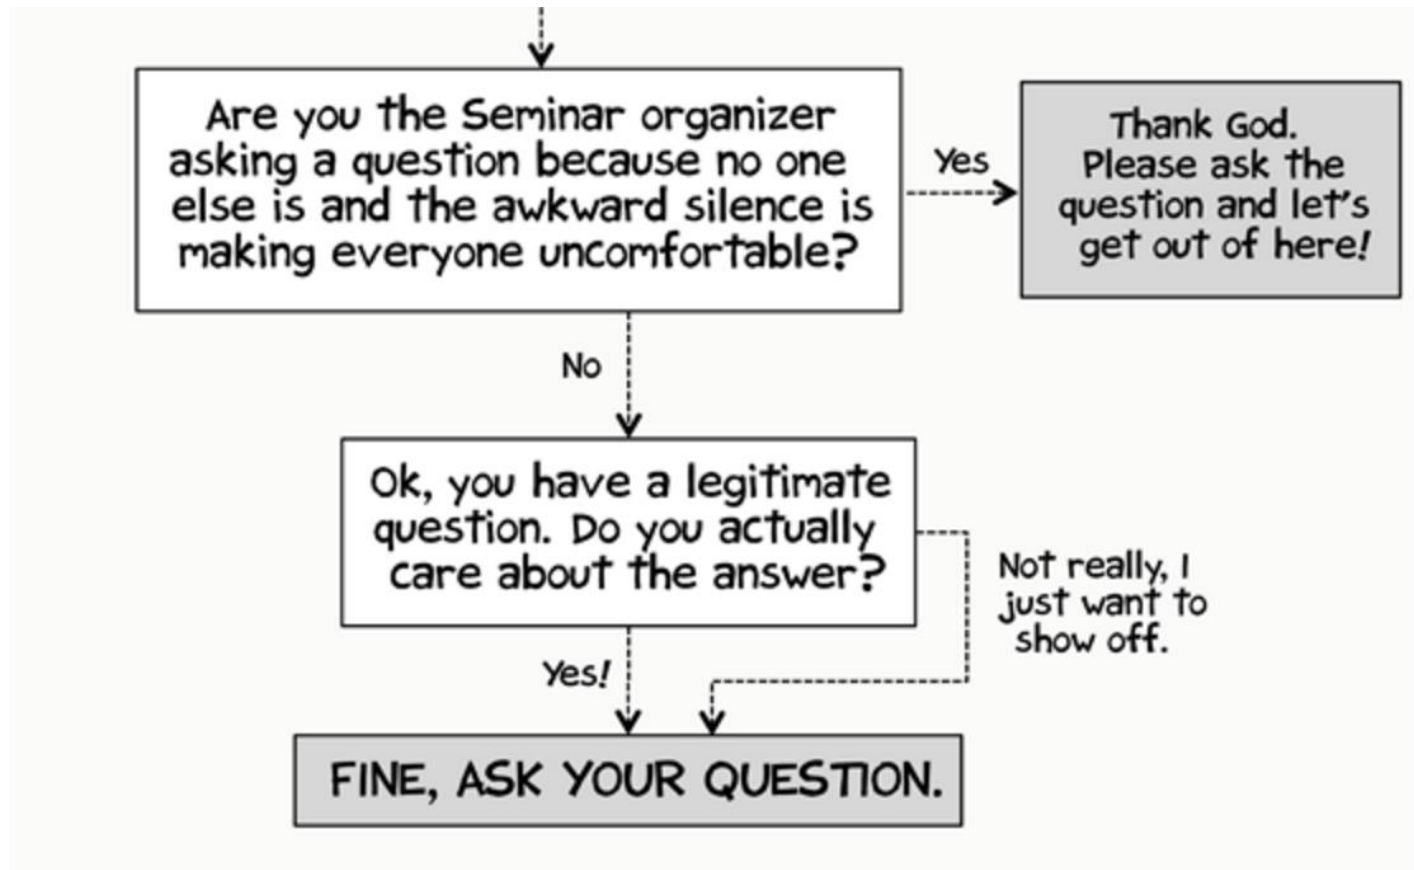 Are you the Seminar organizer
asking a question because no one
else is and the awkward silence is
making everyone uncomfortable?
Yes
Thank God.
Please ask the
question and let's
get out of here!
No
Ok, you have a legitimate
question. Do you actually
care about the answer?
Not really, I
just want to
show off.
Yes!
FINE, ASK YOUR QUESTION.